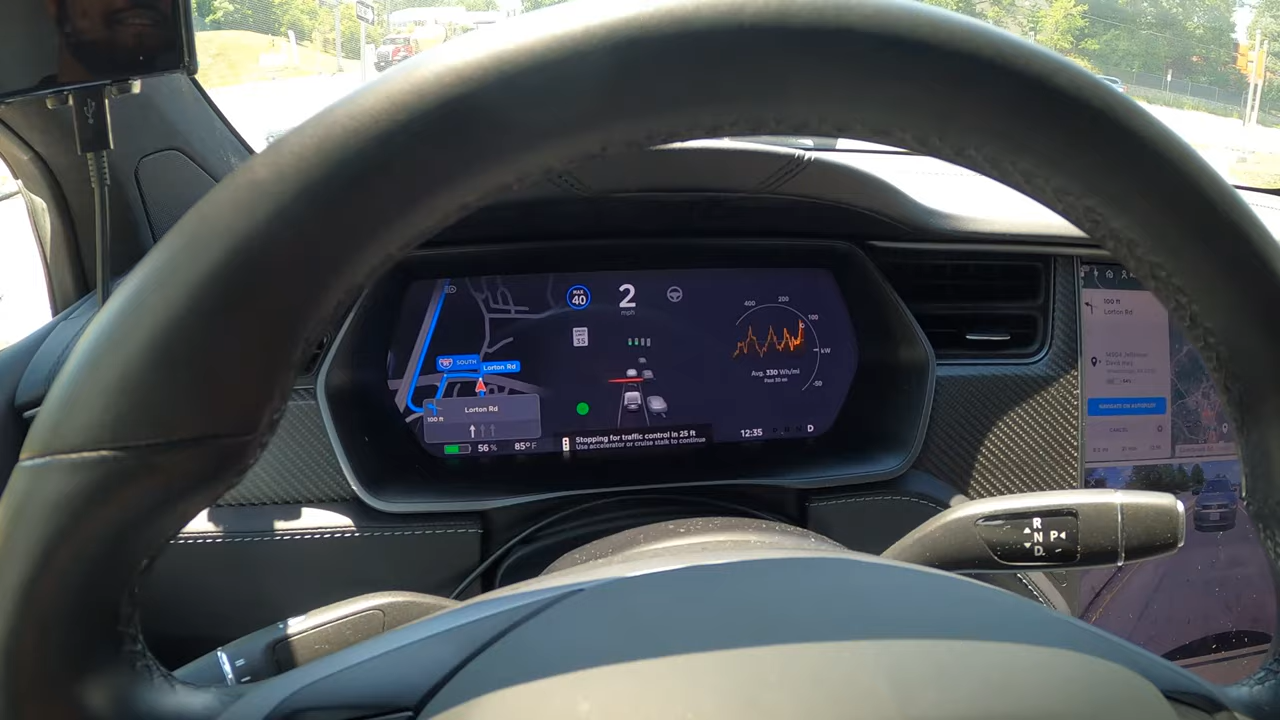 MAX
40
2
mph
SPEED
LIMIT
35
SOUTH
Lorton Rd
Lorton Rd
100 ft
56 %
85°F
Stopping for traffic control in 25 ft
Use accelerator or cruise stalk to continue
400
200
100
kW
-50
Avg. 330 Wh/mi
12:35
D
R
N
D
P
100 ft
Lorton Rd
NAVIGATE ON AUTOPILOT
CANCEL